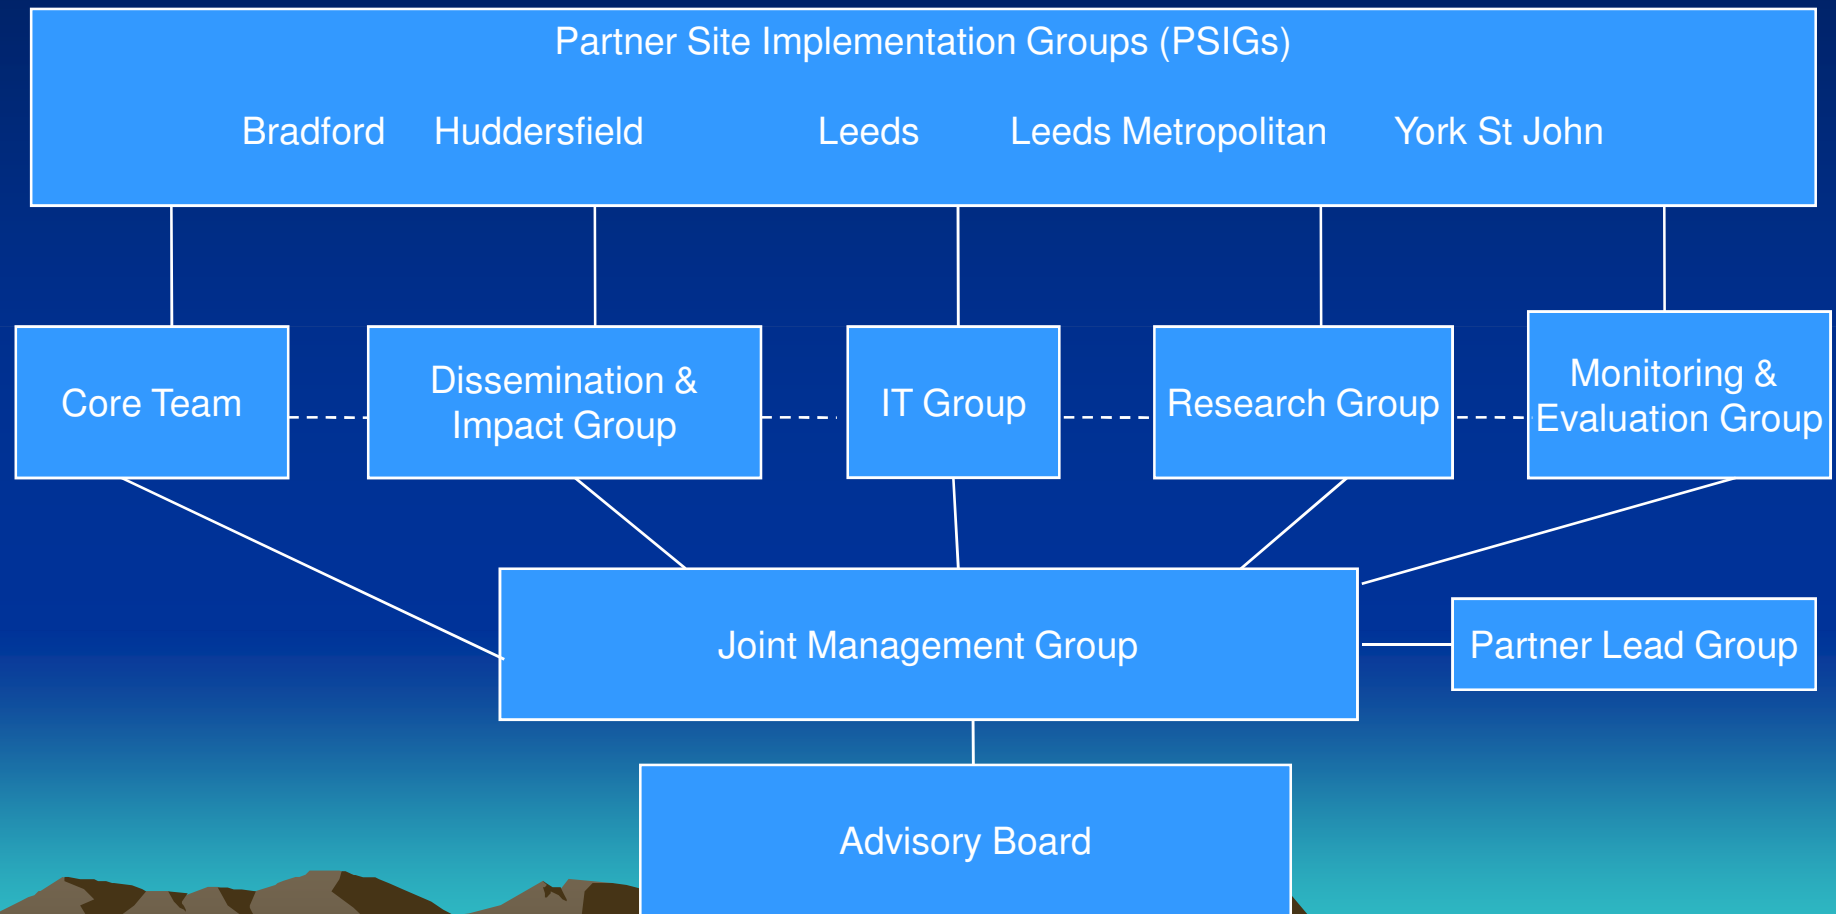 Partner Site Implementation Groups (PSIGs)
Bradford Huddersfield Leeds Leeds Metropolitan York St John
Core Team
Dissemination &
Impact Group
IT Group
Research Group
Monitoring &
Evaluation Group
Joint Management Group
Partner Lead Group
Advisory Board